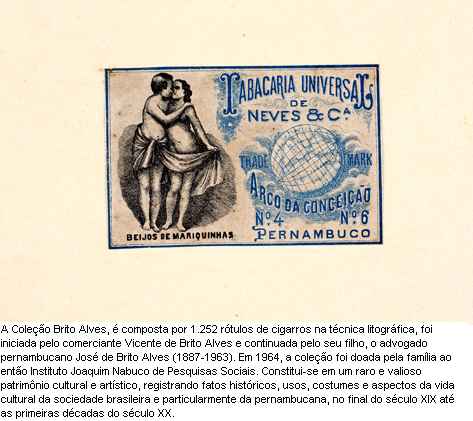 TABACARIA UNIVERSAL
DE
NEVES & CA.
TRADE MARK
ARCO DA CONCEIÇÃO
No. 4 No. 6
PERNAMBUCO
BEIJOS DE MARIQUINHAS
A Coleção Brito Alves, é composta por 1.252 rótulos de cigarros na técnica litográfica, foi
iniciada pelo comerciante Vicente de Brito Alves e continuada pelo seu filho, o advogado
pernambucano José de Brito Alves (1887-1963). Em 1964, a coleção foi doada pela família ao
então Instituto Joaquim Nabuco de Pesquisas Sociais. Constitui-se em um raro e valioso
patrimônio cultural e artístico, registrando fatos históricos, usos, costumes e aspectos da vida
cultural da sociedade brasileira e particularmente da pernambucana, no final do século XIX até
as primeiras décadas do século XX.